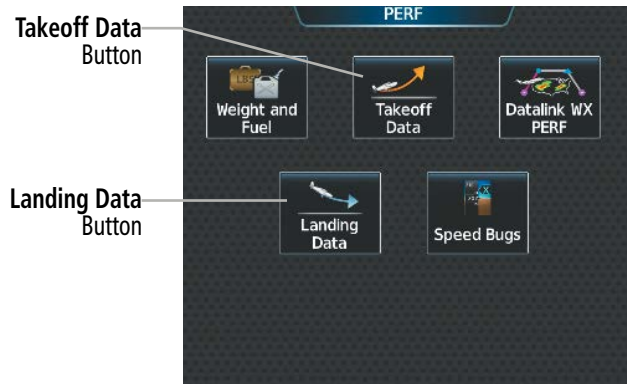 PERF
Takeoff Data
Button
Weight and
Fuel
Takeoff
Data
Datalink WX
PERF
Landing Data
Button
Landing
Data
Speed Bugs